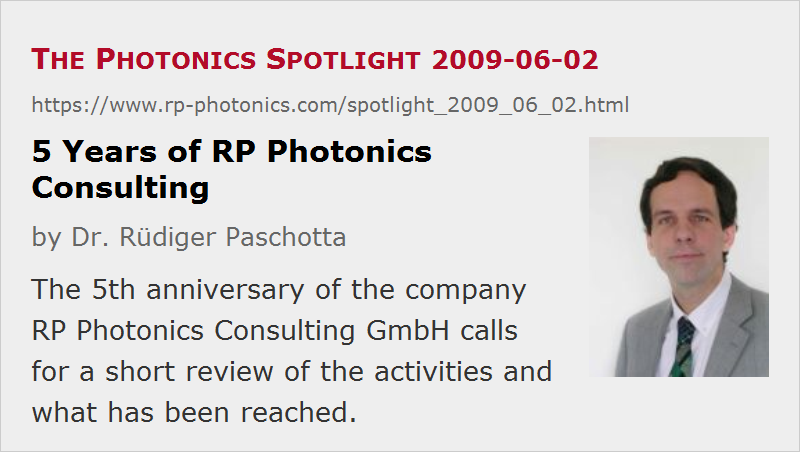 The Photonics Spotlight 2009-06-02
https://www.rp-photonics.com/spotlight_2009_06_02.html
5 Years of RP Photonics
Consulting
by Dr. Rüdiger Paschotta
The 5th anniversary of the company
RP Photonics Consulting GmbH calls
for a short review of the activities and
what has been reached.